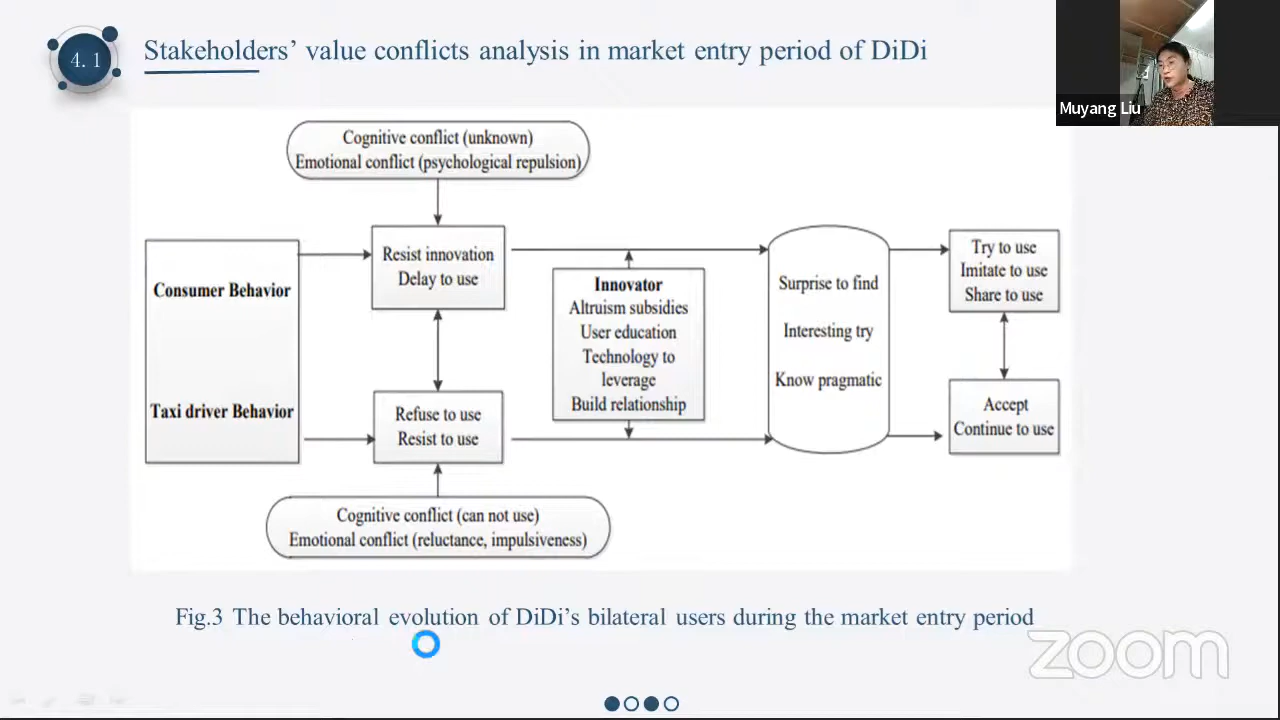 4. 1
Stakeholders’ value conflicts analysis in market entry period of DiDi
Muyang Liu
Cognitive conflict (unknown)
Emotional conflict (psychological repulsion)
Consumer Behavior
Taxi driver Behavior
Resist innovation
Delay to use
Refuse to use
Resist to use
Cognitive conflict (can not use)
Emotional conflict (reluctance, impulsiveness)
Innovator
Altruism subsidies
User education
Technology to
leverage
Build relationship
Surprise to find
Interesting try
Know pragmatic
Try to use
Imitate to use
Share to use
Accept
Continue to use
Fig.3 The behavioral evolution of DiDi’s bilateral users during the market entry period
zoom